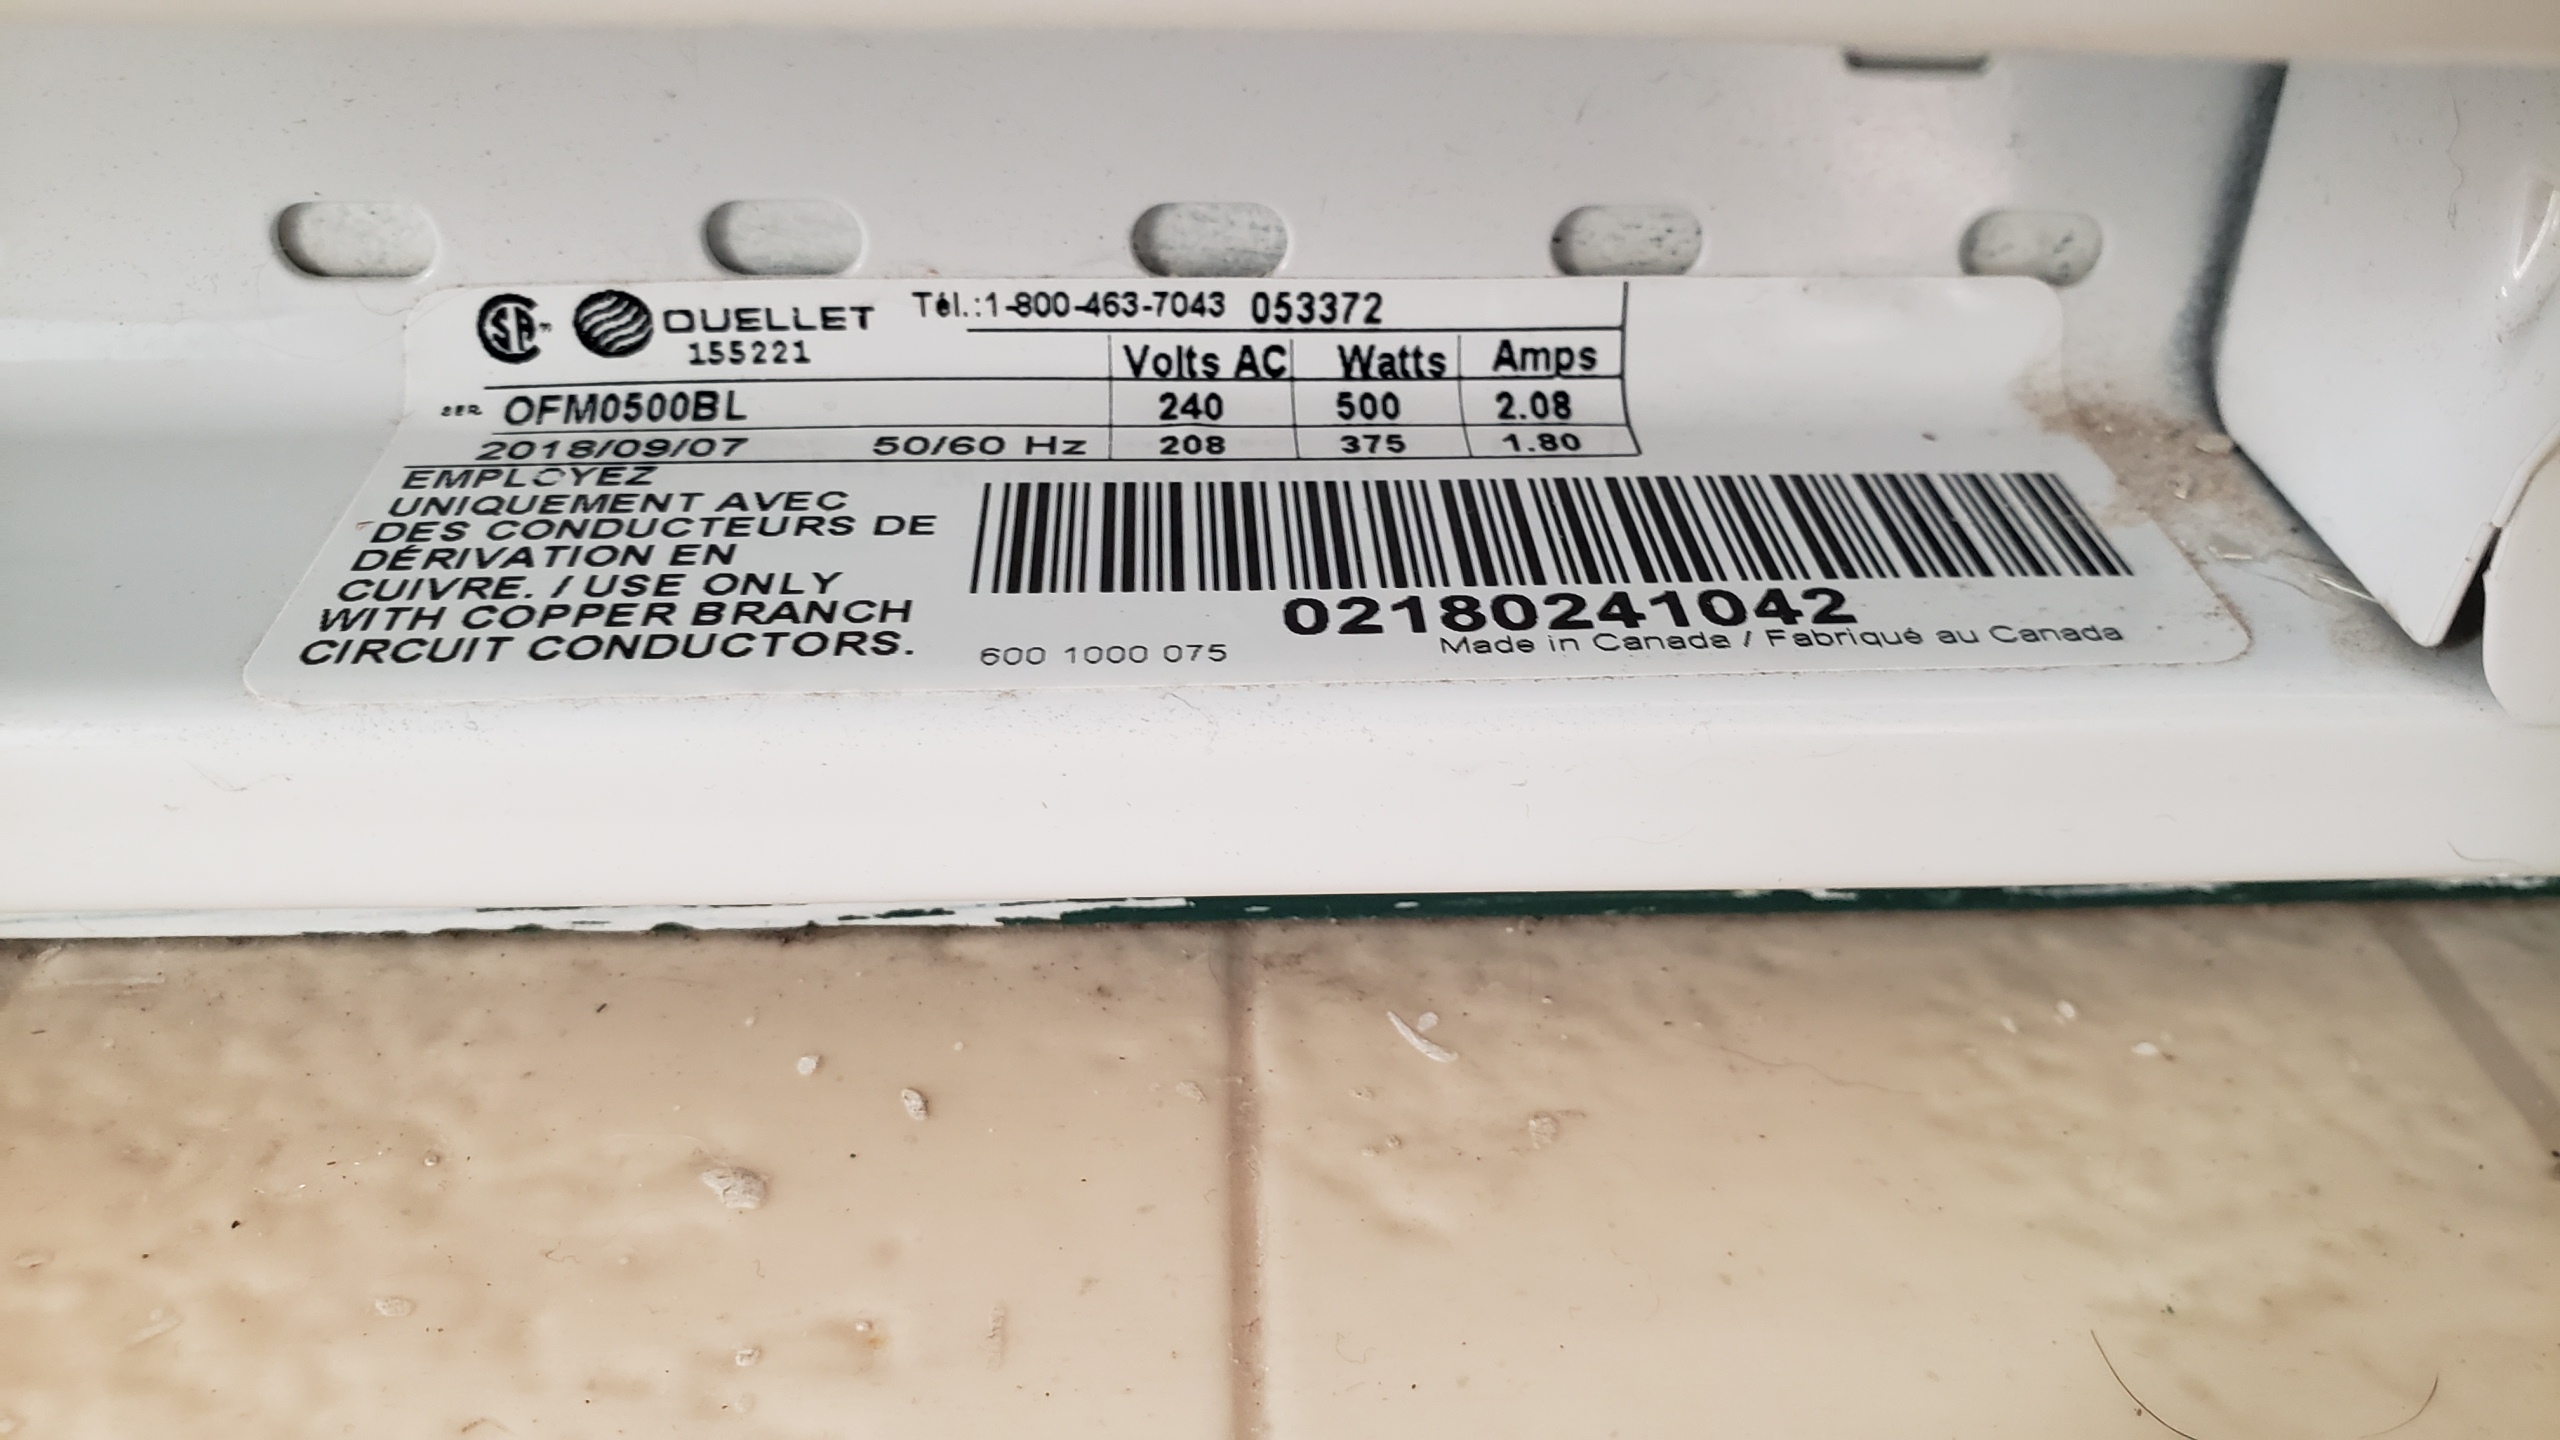 CSA OUELLET Tél.:1-800-463-7043 053372
155221
Volts AC Watts Amps
SER OFM0500BL 240 500 2.08
2018/09/07 50/60 Hz 208 375 1.80
EMPLOYEZ
UNIQUEMENT AVEC
DES CONDUCTEURS DE
DÉRIVATION EN
CUIVRE. / USE ONLY
WITH COPPER BRANCH
CIRCUIT CONDUCTORS.
02180241042
600 1000 075
Made in Canada / Fabriqué au Canada